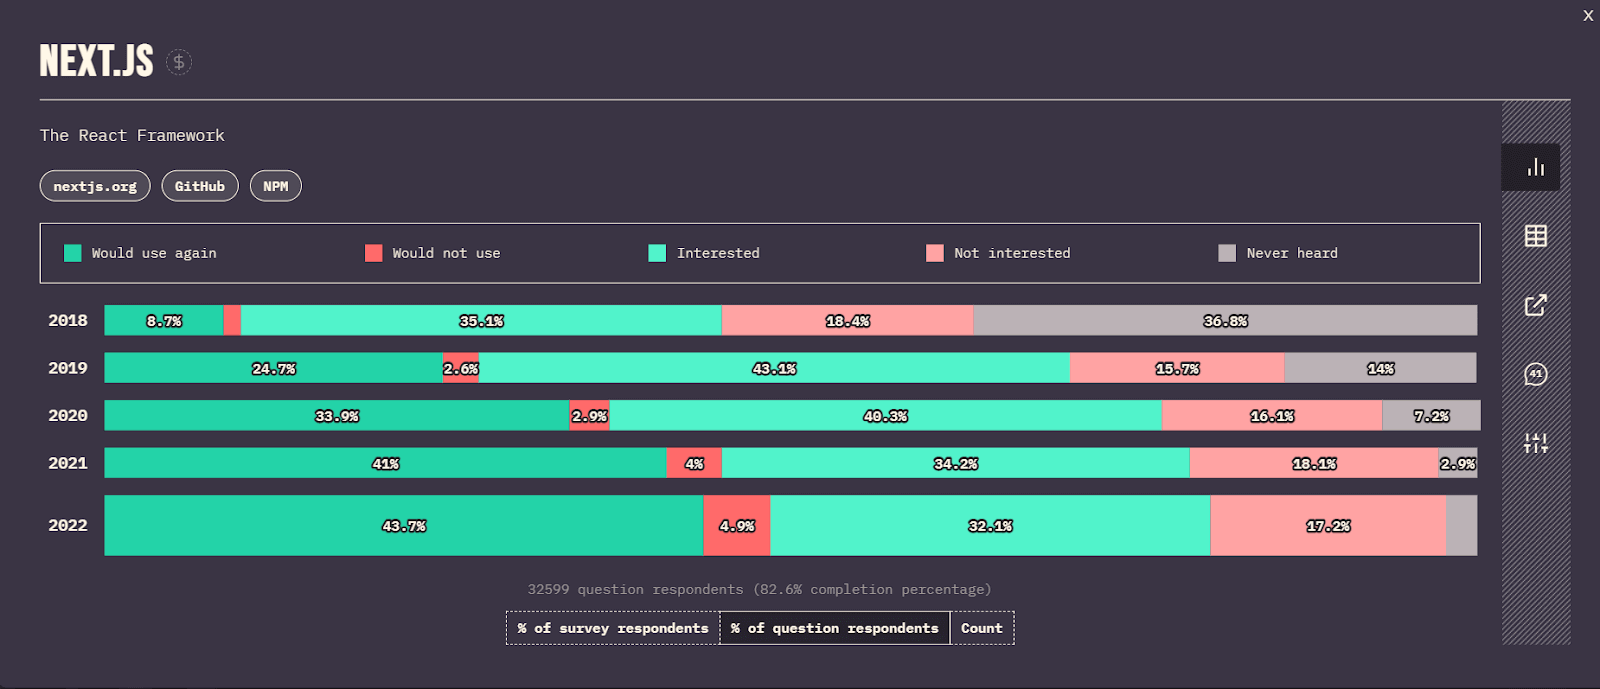 X
NEXT.JS $
The React Framework
nextjs.org GitHub NPM
Would use again Would not use Interested Not interested Never heard
2018 8.7% 35.1% 18.4% 36.8%
2019 24.7% 2.6% 43.1% 15.7% 14%
2020 33.9% 2.9% 40.3% 16.1% 7.2%
41
2021 41% 4% 34.2% 18.1% 2.9%
2022 43.7% 4.9% 32.1% 17.2%
32599 question respondents (82.6% completion percentage)
% of survey respondents % of question respondents Count